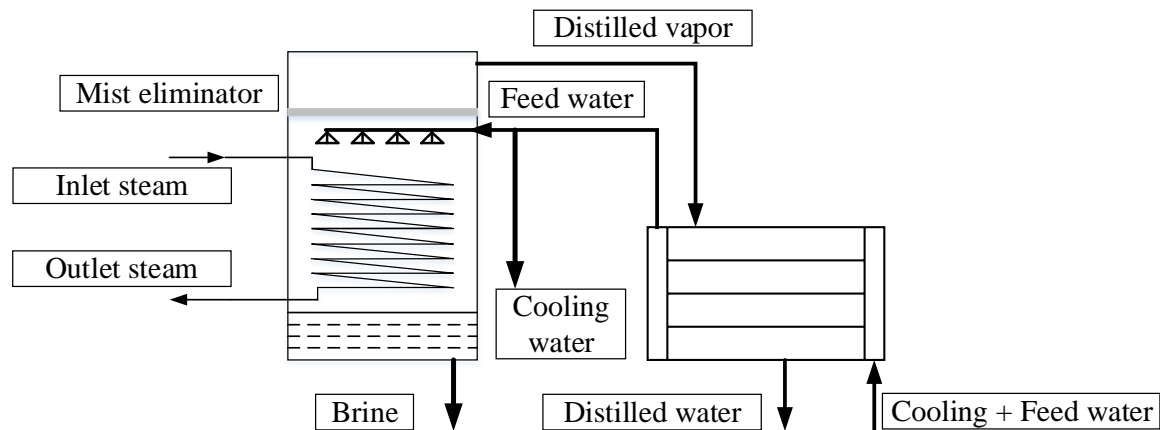 Distilled vapor
Mist eliminator
Feed water
Inlet steam
Outlet steam
Cooling
water
Brine
Distilled water
Cooling + Feed water